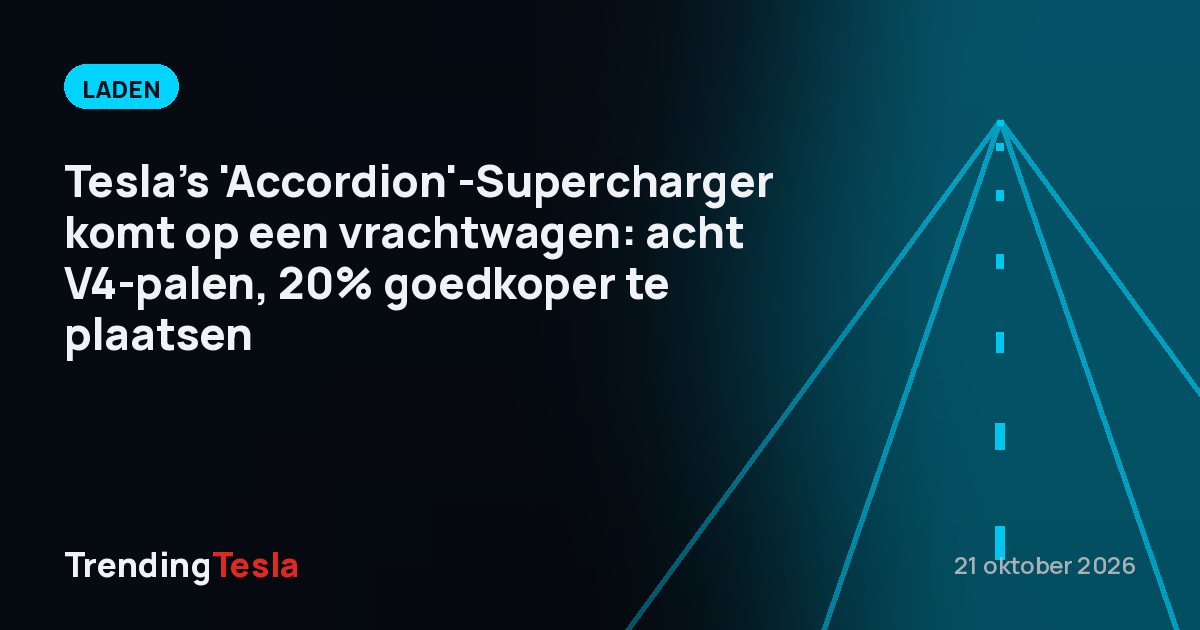 LADEN
Tesla's 'Accordion'-Supercharger
komt op een vrachtwagen: acht
V4-palen, 20% goedkoper te
plaatsen
TrendingTesla
21 oktober 2026